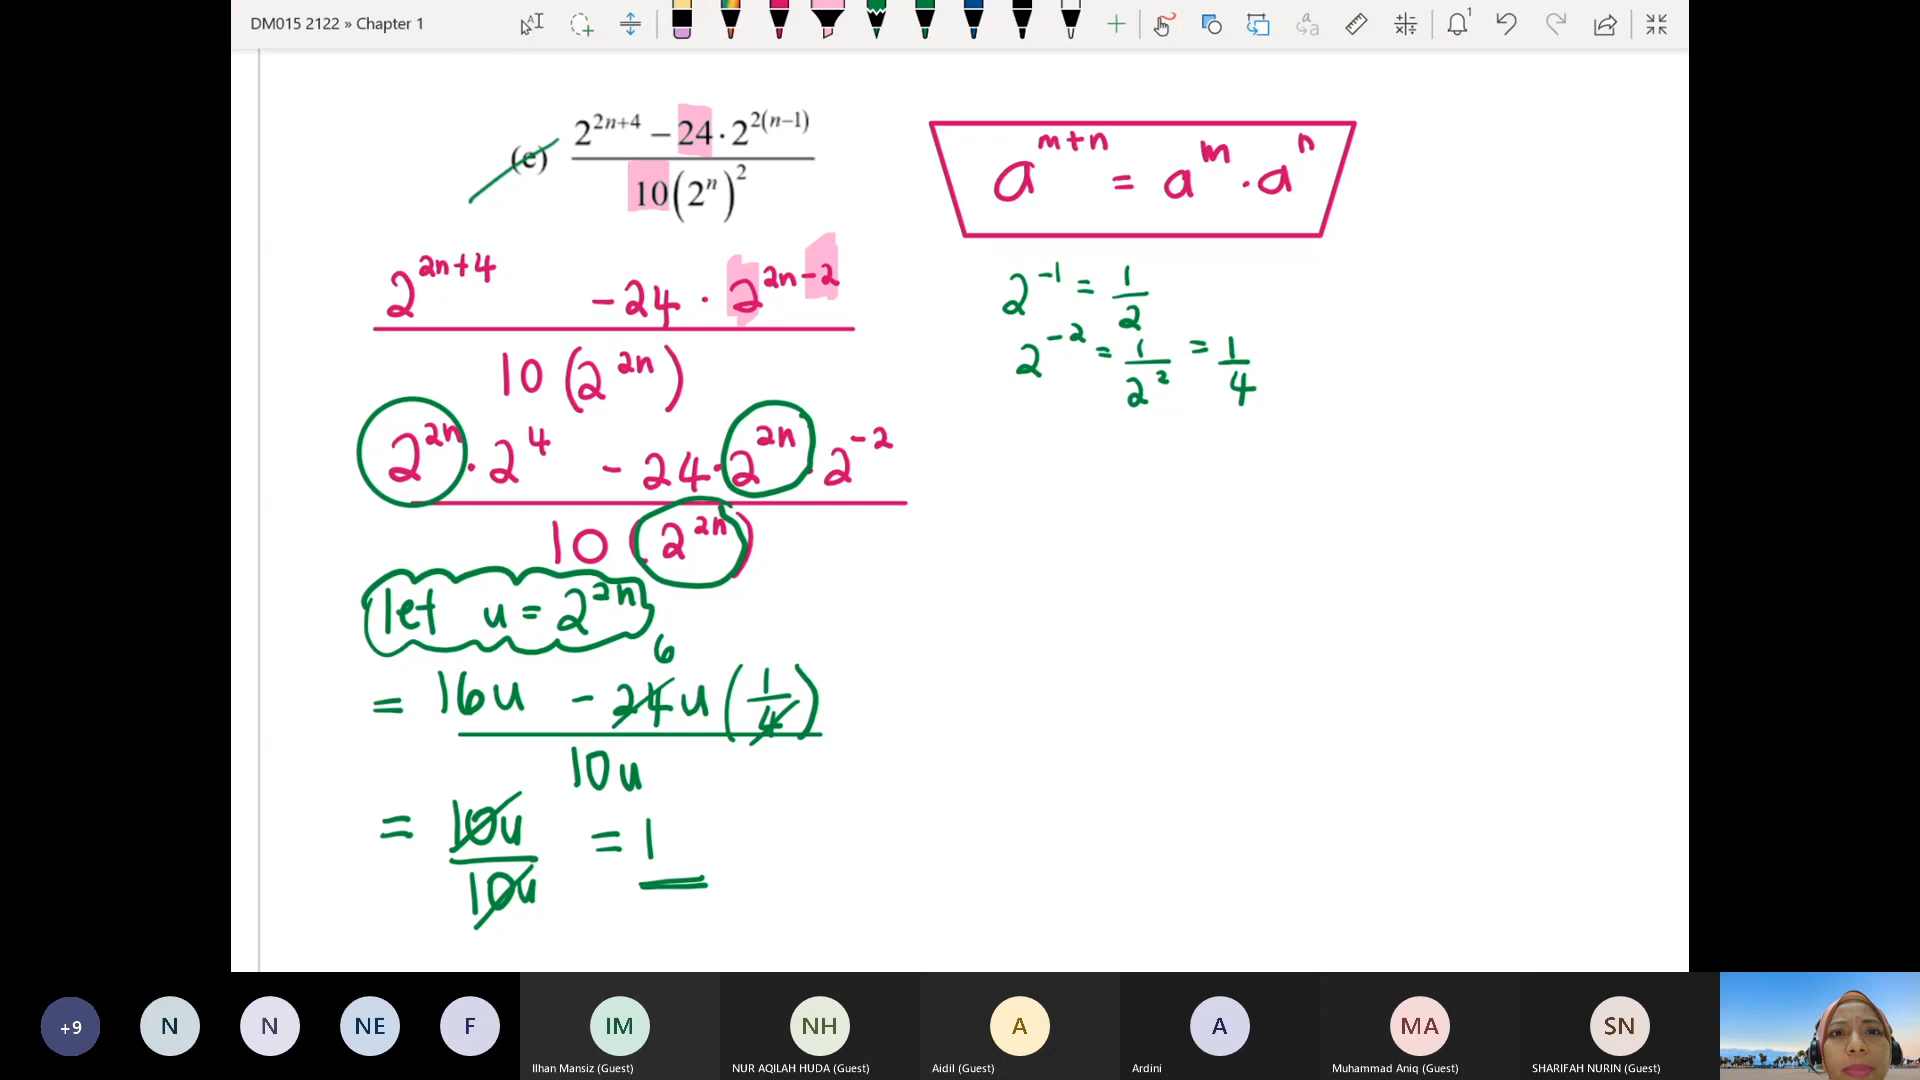 DM015 2122 » Chapter 1
(e) (2^{2n+4} − 24 · 2^{2(n−1)}) / (10(2^n)^2)
a^{m+n} = a^m · a^n
2^{2n+4} − 24 · 2^{2n−2}
10 (2^{2n})
2^{-1} = 1/2
2^{-2} = 1/2^2 = 1/4
2^{2n} · 2^4 − 24 · 2^{2n} · 2^{-2}
10 (2^{2n})
let u = 2^{2n}
6
= 16u − 24u (1/4)
10u
= 10u/10u = 1
+9
N
N
NE
F
IM
NH
A
A
MA
SN
Ilhan Mansiz (Guest)
NUR AQILAH HUDA (Guest)
Aidil (Guest)
Ardini
Muhammad Aniq (Guest)
SHARIFAH NURIN (Guest)